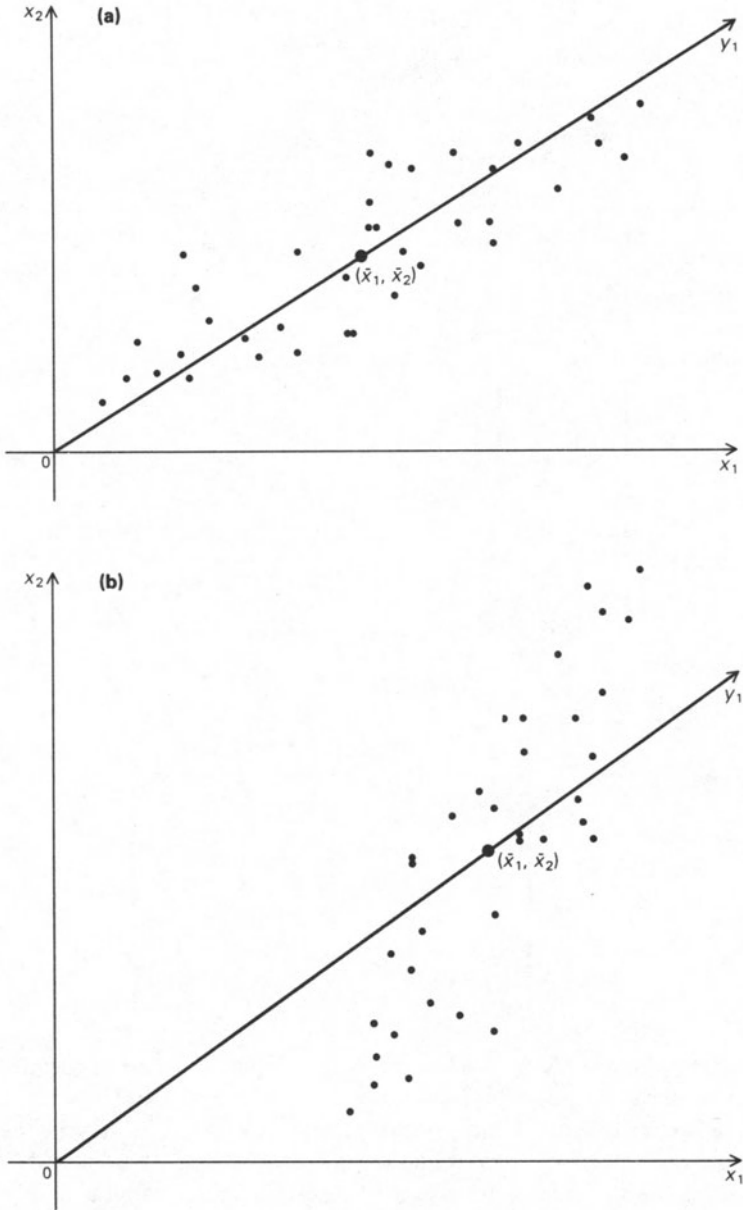 x₂
(a)
y₁
(x̄₁, x̄₂)
0
x₁
x₂
(b)
y₁
(x̄₁, x̄₂)
0
x₁